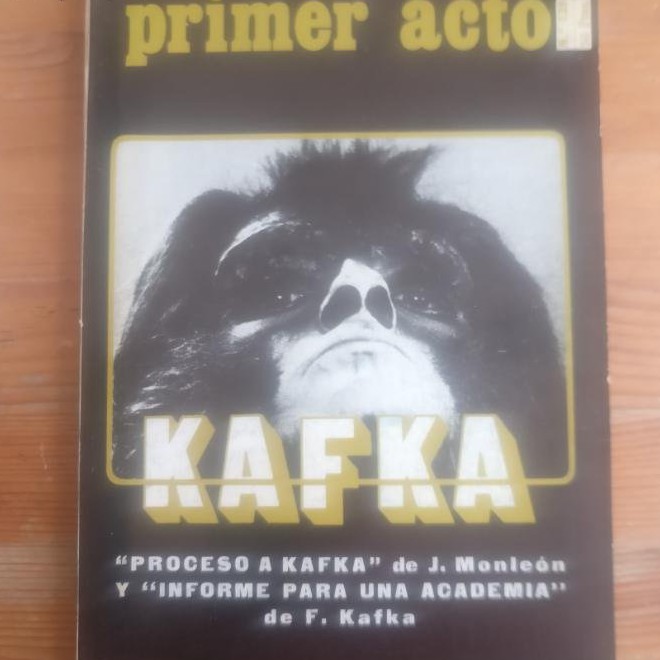 primer acto
KAFKA
"PROCESO A KAFKA" de J. Monleón
Y "INFORME PARA UNA ACADEMIA"
de F. Kafka